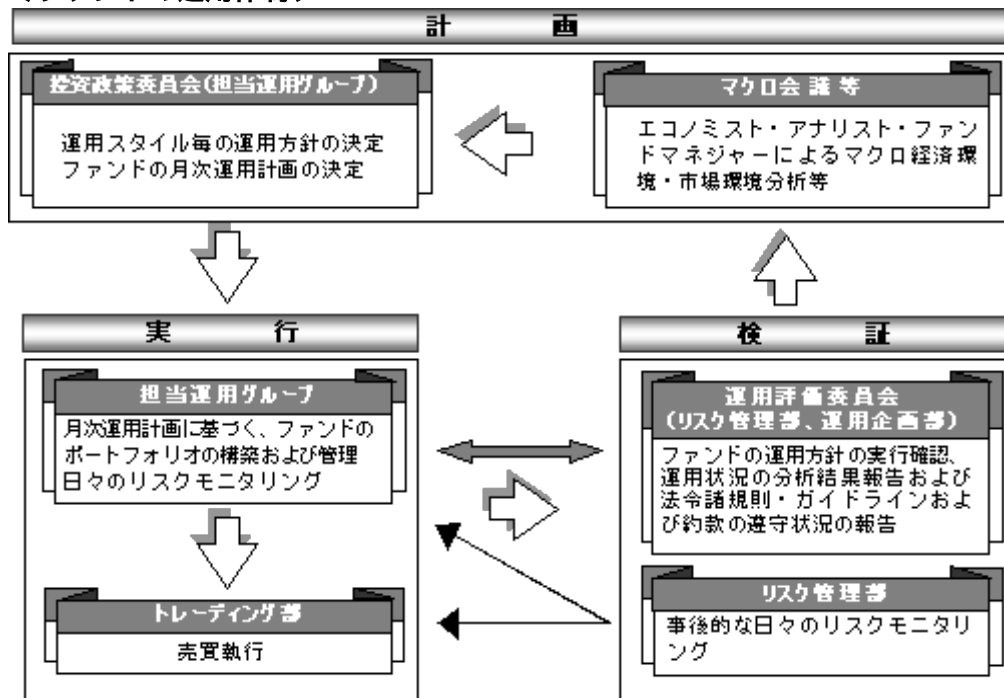 計 画
投資政策委員会(担当運用グループ)
運用スタイル毎の運用方針の決定
ファンドの月次運用計画の決定
マクロ会議等
エコノミスト・アナリスト・ファン
ドマネジャーによるマクロ経済環
境・市場環境分析等
実 行
担当運用グループ
月次運用計画に基づく、ファンドの
ポートフォリオの構築および管理
日々のリスクモニタリング
トレーディング部
売買執行
検 証
運用評価委員会
(リスク管理部、運用企画部)
ファンドの運用方針の実行確認、
運用状況の分析結果報告および
法令諸規則・ガイドラインおよ
び約款の遵守状況の報告
リスク管理部
事後的な日々のリスクモニタリ
ング